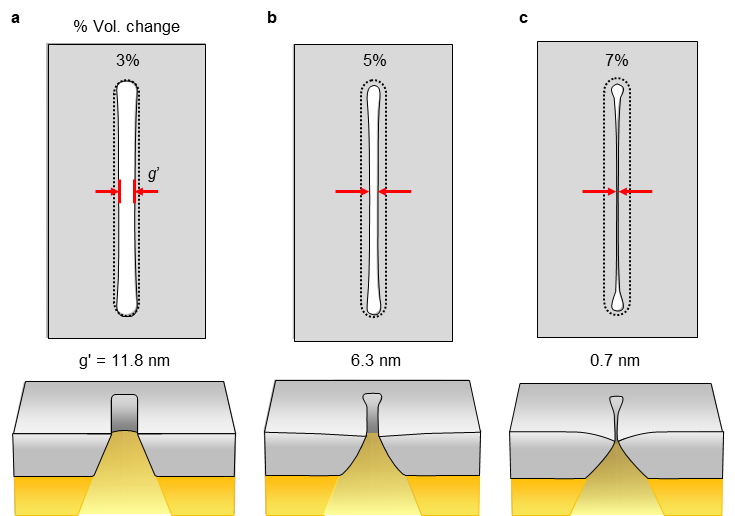 a
b
c
% Vol. change
3%
5%
7%
g'
g' = 11.8 nm
6.3 nm
0.7 nm